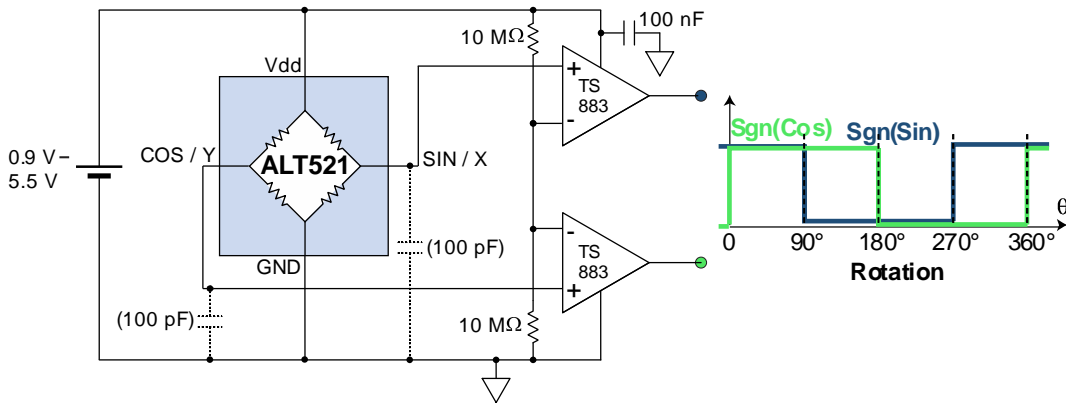 100 nF
10 MΩ
Vdd
TS
883
+
-
0.9 V–
5.5 V
COS / Y
ALT521
SIN / X
Sgn(Cos)
Sgn(Sin)
(100 pF)
GND
-
TS
883
+
θ
0
90°
180°
270°
360°
Rotation
(100 pF)
10 MΩ